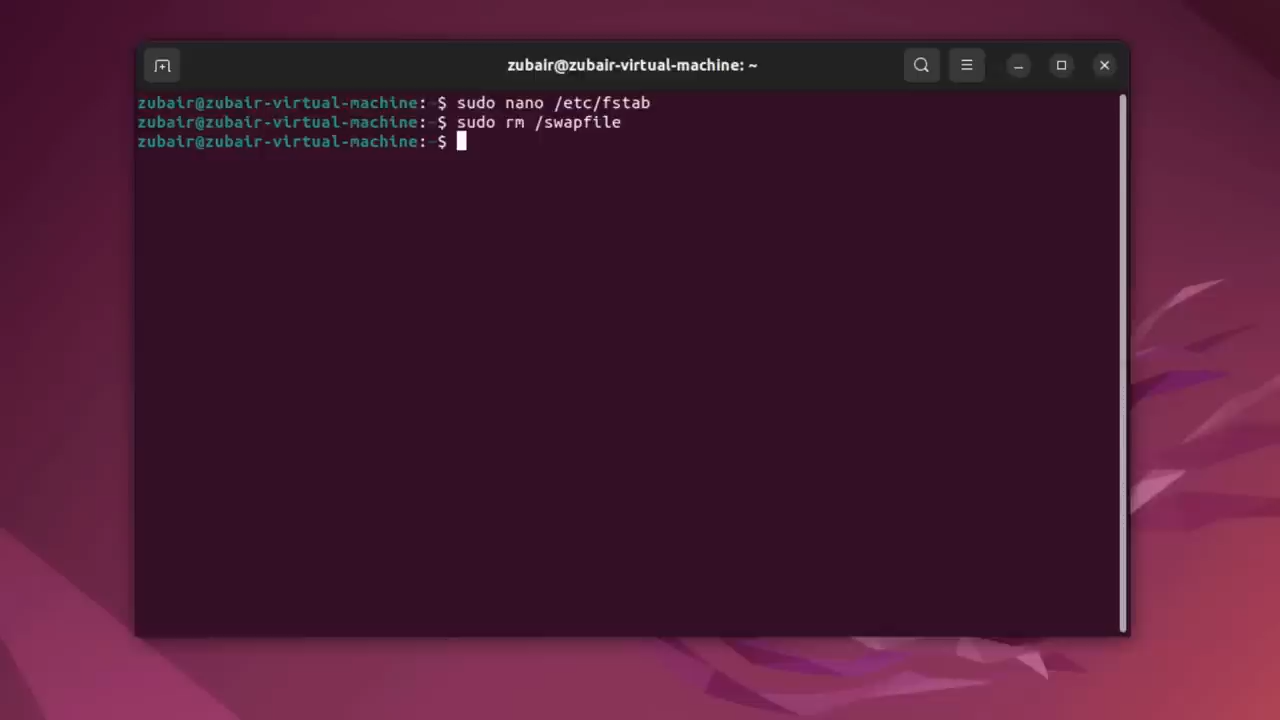 zubair@zubair-virtual-machine: ~
zubair@zubair-virtual-machine:~$ sudo nano /etc/fstab
zubair@zubair-virtual-machine:~$ sudo rm /swapfile
zubair@zubair-virtual-machine:~$